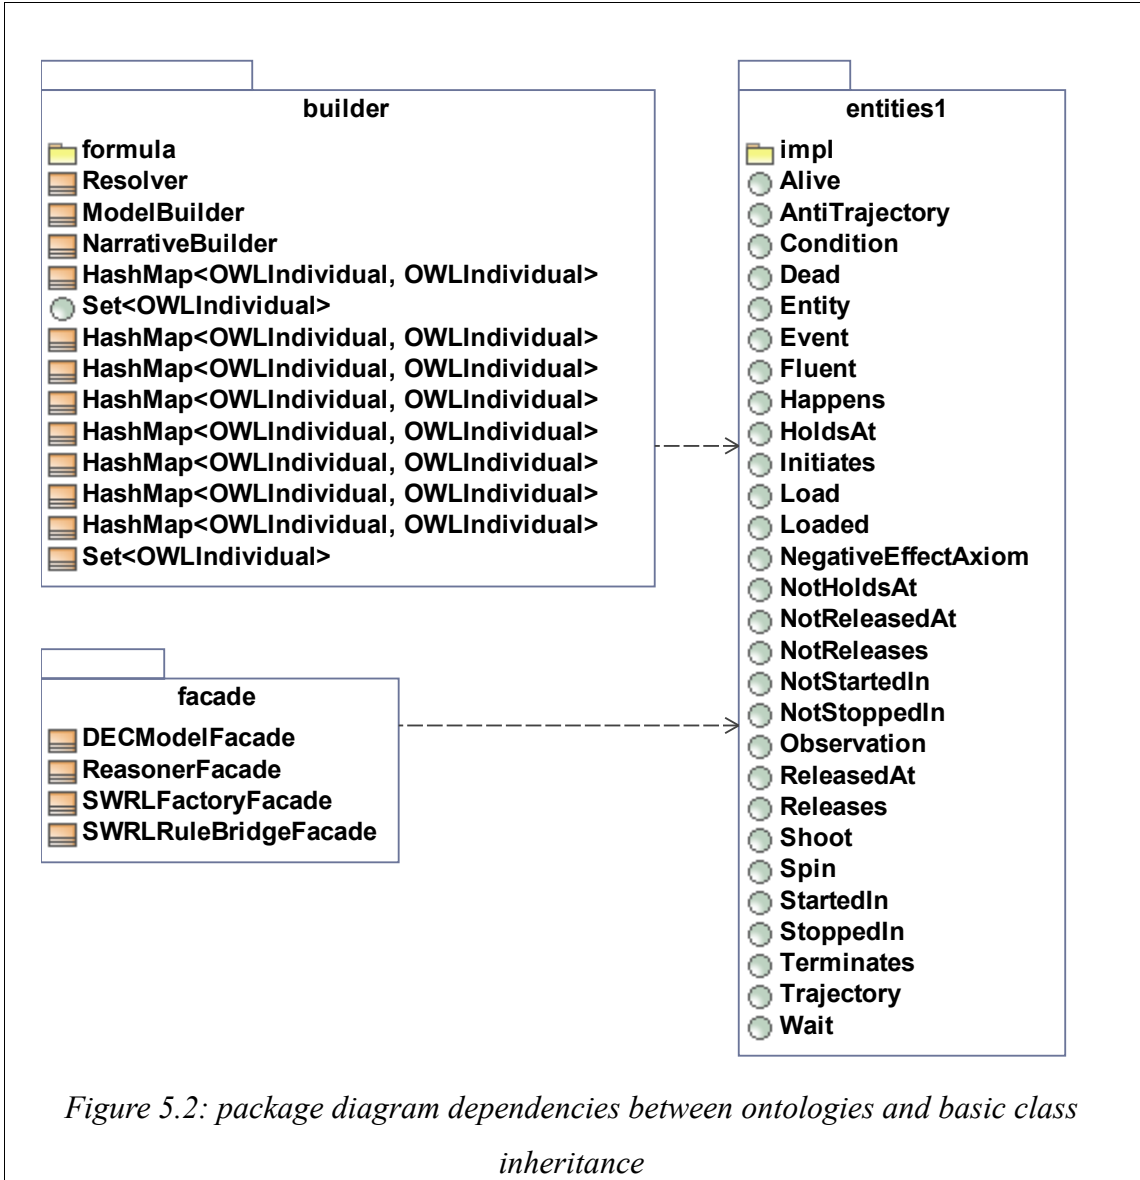 builder
formula
Resolver
ModelBuilder
NarrativeBuilder
HashMap<OWLIndividual, OWLIndividual>
Set<OWLIndividual>
HashMap<OWLIndividual, OWLIndividual>
HashMap<OWLIndividual, OWLIndividual>
HashMap<OWLIndividual, OWLIndividual>
HashMap<OWLIndividual, OWLIndividual>
HashMap<OWLIndividual, OWLIndividual>
HashMap<OWLIndividual, OWLIndividual>
HashMap<OWLIndividual, OWLIndividual>
Set<OWLIndividual>
facade
DECModelFacade
ReasonerFacade
SWRLFactoryFacade
SWRLRuleBridgeFacade
entities1
impl
Alive
AntiTrajectory
Condition
Dead
Entity
Event
Fluent
Happens
HoldsAt
Initiates
Load
Loaded
NegativeEffectAxiom
NotHoldsAt
NotReleasedAt
NotReleases
NotStartedIn
NotStoppedIn
Observation
ReleasedAt
Releases
Shoot
Spin
StartedIn
StoppedIn
Terminates
Trajectory
Wait
Figure 5.2: package diagram dependencies between ontologies and basic class
inheritance